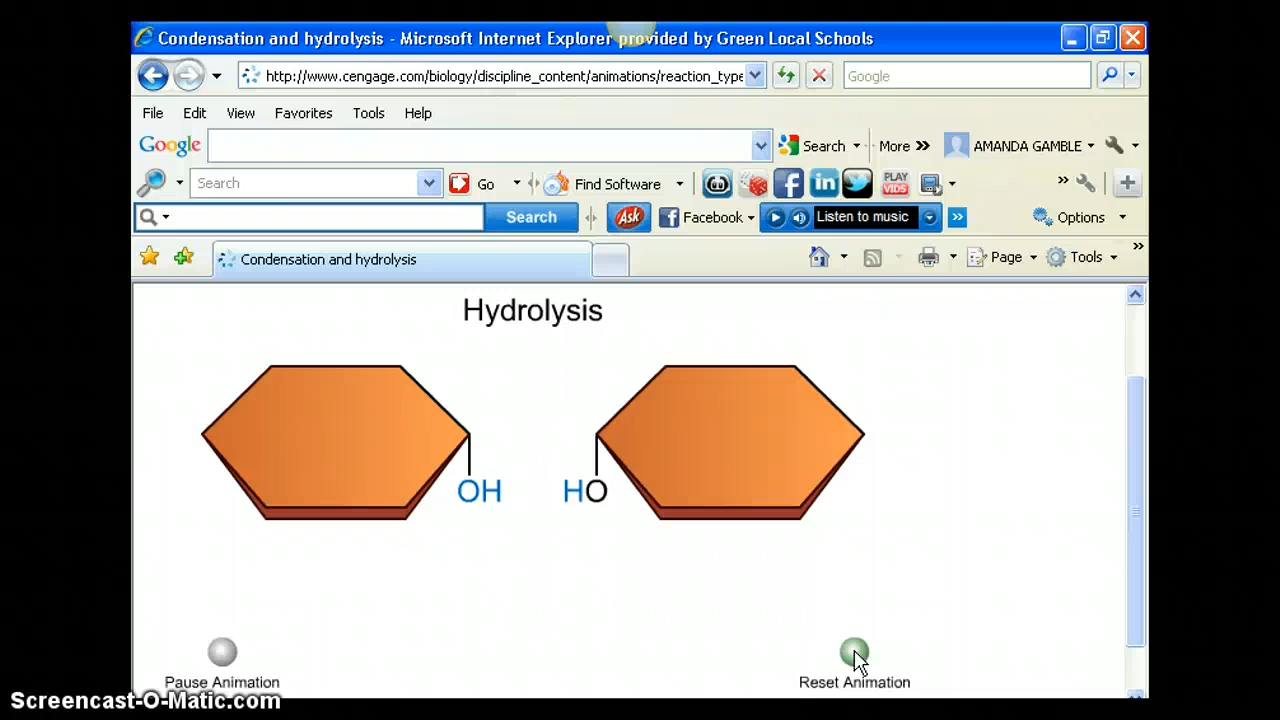 Condensation and hydrolysis - Microsoft Internet Explorer provided by Green Local Schools
http://www.cengage.com/biology/discipline_content/animations/reaction_type
Google
File Edit View Favorites Tools Help
Google Search More AMANDA GAMBLE
Search Go Find Software in PLAY VIDS
Search Ask Facebook Listen to music Options
Condensation and hydrolysis Page Tools
Hydrolysis
OH HO
Pause Animation Reset Animation
Screencast-O-Matic.com